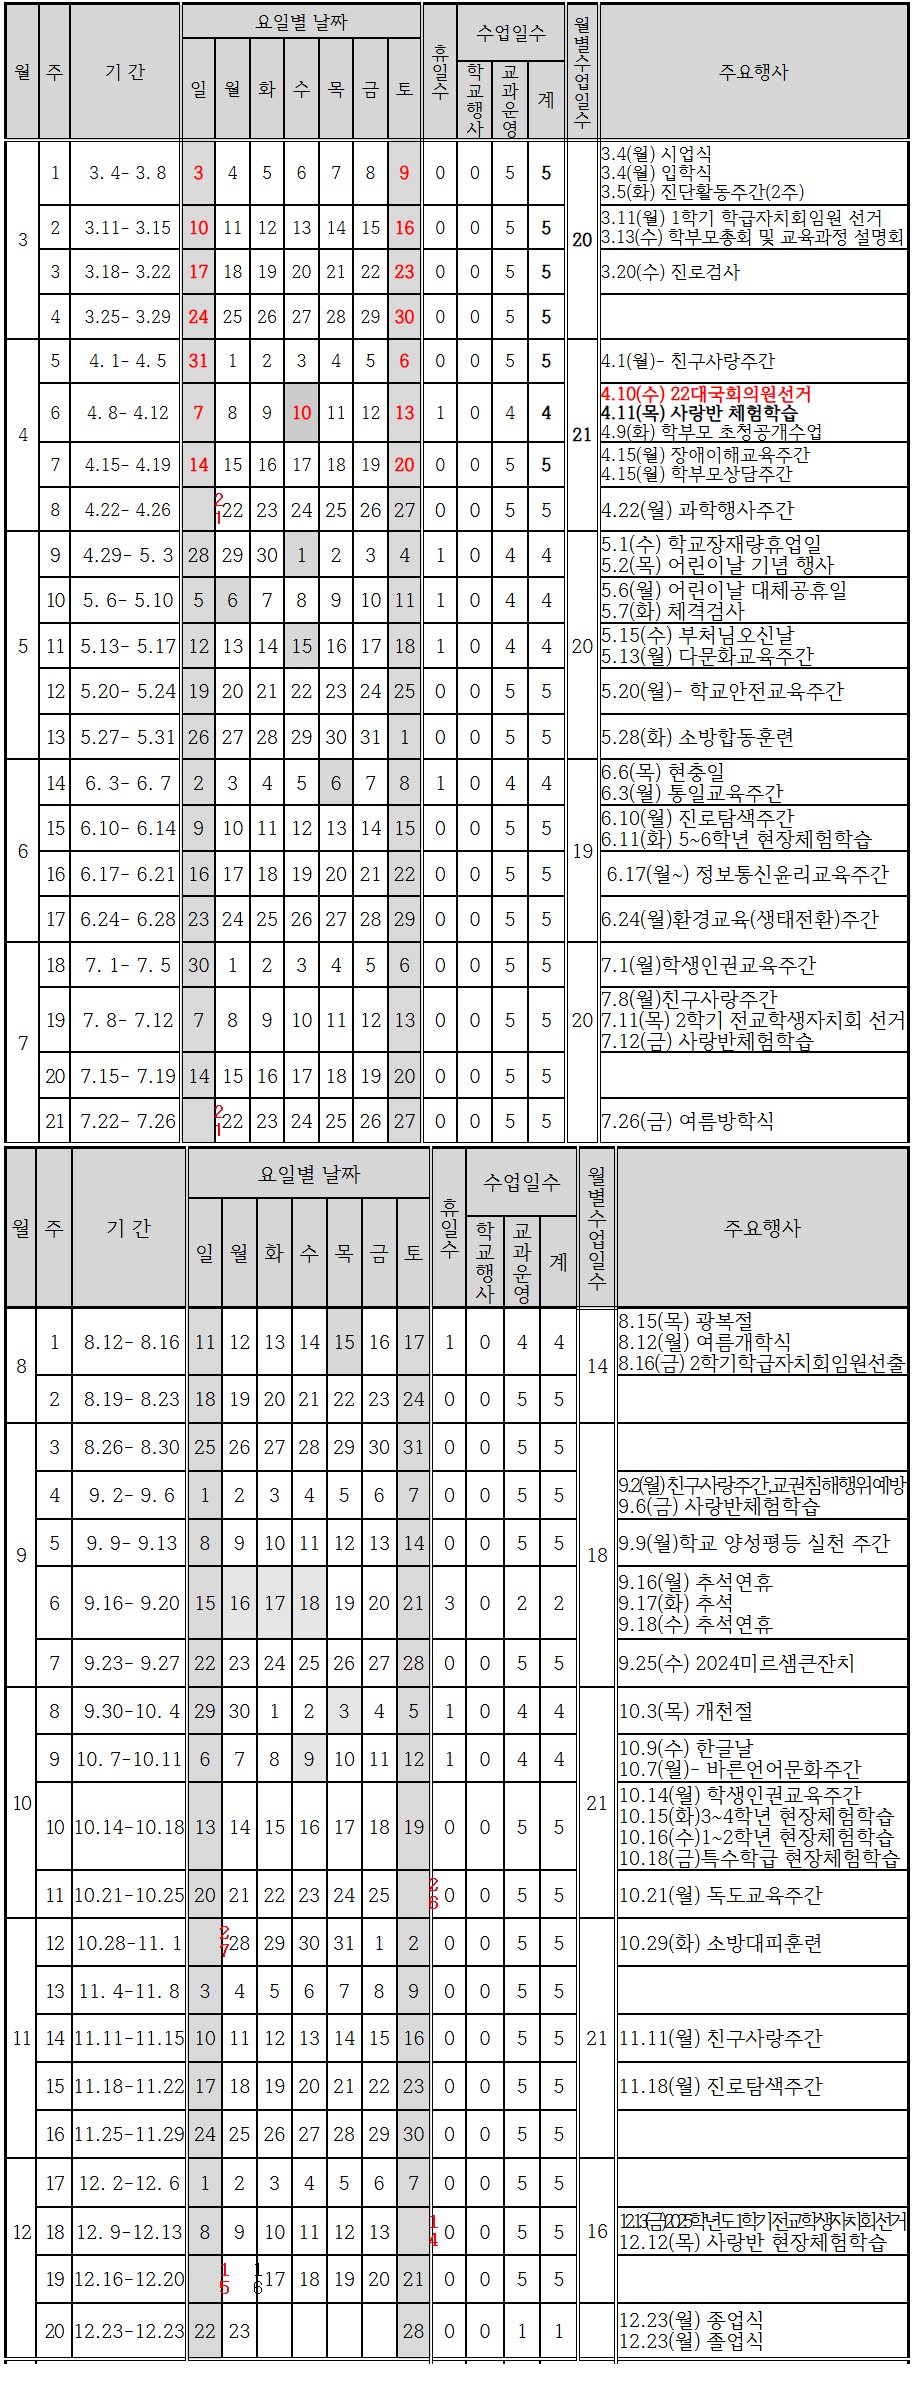 월 주 기 간 요일별 날짜 휴일수 수업일수 월별수업일수 주요행사
일 월 화 수 목 금 토 학교행사 교과운영 계
3 1 3. 4- 3. 8 3 4 5 6 7 8 9 0 0 5 5 20 3.4(월) 시업식
3.4(월) 입학식
3.5(화) 진단활동주간(2주)
2 3.11- 3.15 10 11 12 13 14 15 16 0 0 5 5 3.11(월) 1학기 학급자치회임원 선거
3.13(수) 학부모총회 및 교육과정 설명회
3 3.18- 3.22 17 18 19 20 21 22 23 0 0 5 5 3.20(수) 진로검사
4 3.25- 3.29 24 25 26 27 28 29 30 0 0 5 5
4 5 4. 1- 4. 5 31 1 2 3 4 5 6 0 0 5 5 21 4.1(월)- 친구사랑주간
6 4. 8- 4.12 7 8 9 10 11 12 13 1 0 4 4 4.10(수) 22대국회의원선거
4.11(목) 사랑반 체험학습
4.9(화) 학부모 초청공개수업
7 4.15- 4.19 14 15 16 17 18 19 20 0 0 5 5 4.15(월) 장애이해교육주간
4.15(월) 학부모상담주간
8 4.22- 4.26 21 22 23 24 25 26 27 0 0 5 5 4.22(월) 과학행사주간
5 9 4.29- 5. 3 28 29 30 1 2 3 4 1 0 4 4 20 5.1(수) 학교장재량휴업일
5.2(목) 어린이날 기념 행사
10 5. 6- 5.10 5 6 7 8 9 10 11 1 0 4 4 5.6(월) 어린이날 대체공휴일
5.7(화) 체격검사
11 5.13- 5.17 12 13 14 15 16 17 18 1 0 4 4 5.15(수) 부처님오신날
5.13(월) 다문화교육주간
12 5.20- 5.24 19 20 21 22 23 24 25 0 0 5 5 5.20(월)- 학교안전교육주간
13 5.27- 5.31 26 27 28 29 30 31 1 0 0 5 5 5.28(화) 소방합동훈련
6 14 6. 3- 6. 7 2 3 4 5 6 7 8 1 0 4 4 19 6.6(목) 현충일
6.3(월) 통일교육주간
15 6.10- 6.14 9 10 11 12 13 14 15 0 0 5 5 6.10(월) 진로탐색주간
6.11(화) 5~6학년 현장체험학습
16 6.17- 6.21 16 17 18 19 20 21 22 0 0 5 5 6.17(월~) 정보통신윤리교육주간
17 6.24- 6.28 23 24 25 26 27 28 29 0 0 5 5 6.24(월)환경교육(생태전환)주간
7 18 7. 1- 7. 5 30 1 2 3 4 5 6 0 0 5 5 20 7.1(월)학생인권교육주간
19 7. 8- 7.12 7 8 9 10 11 12 13 0 0 5 5 7.8(월)친구사랑주간
7.11(목) 2학기 전교학생자치회 선거
7.12(금) 사랑반체험학습
20 7.15- 7.19 14 15 16 17 18 19 20 0 0 5 5
21 7.22- 7.26 21 22 23 24 25 26 27 0 0 5 5 7.26(금) 여름방학식
월 주 기 간 요일별 날짜 휴일수 수업일수 월별수업일수 주요행사
일 월 화 수 목 금 토 학교행사 교과운영 계
8 1 8.12- 8.16 11 12 13 14 15 16 17 1 0 4 4 14 8.15(목) 광복절
8.12(월) 여름개학식
8.16(금) 2학기학급자치회임원선출
2 8.19- 8.23 18 19 20 21 22 23 24 0 0 5 5
9 3 8.26- 8.30 25 26 27 28 29 30 31 0 0 5 5 18
4 9. 2- 9. 6 1 2 3 4 5 6 7 0 0 5 5 9.2(월)친구사랑주간,교권침해행위예방
9.6(금) 사랑반체험학습
5 9. 9- 9.13 8 9 10 11 12 13 14 0 0 5 5 9.9(월)학교 양성평등 실천 주간
6 9.16- 9.20 15 16 17 18 19 20 21 3 0 2 2 9.16(월) 추석연휴
9.17(화) 추석
9.18(수) 추석연휴
7 9.23- 9.27 22 23 24 25 26 27 28 0 0 5 5 9.25(수) 2024미르샘큰잔치
10 8 9.30-10. 4 29 30 1 2 3 4 5 1 0 4 4 21 10.3(목) 개천절
9 10. 7-10.11 6 7 8 9 10 11 12 1 0 4 4 10.9(수) 한글날
10.7(월)- 바른언어문화주간
10 10.14-10.18 13 14 15 16 17 18 19 0 0 5 5 10.14(월) 학생인권교육주간
10.15(화)3~4학년 현장체험학습
10.16(수)1~2학년 현장체험학습
10.18(금)특수학급 현장체험학습
11 10.21-10.25 20 21 22 23 24 25 26 0 0 5 5 10.21(월) 독도교육주간
11 12 10.28-11. 1 27 28 29 30 31 1 2 0 0 5 5 21 10.29(화) 소방대피훈련
13 11. 4-11. 8 3 4 5 6 7 8 9 0 0 5 5
14 11.11-11.15 10 11 12 13 14 15 16 0 0 5 5 11.11(월) 친구사랑주간
15 11.18-11.22 17 18 19 20 21 22 23 0 0 5 5 11.18(월) 진로탐색주간
16 11.25-11.29 24 25 26 27 28 29 30 0 0 5 5
12 17 12. 2-12. 6 1 2 3 4 5 6 7 0 0 5 5 16
18 12. 9-12.13 8 9 10 11 12 13 14 0 0 5 5 12.13(금)2025학년도1학기전교학생자치회선거
12.12(목) 사랑반 현장체험학습
19 12.16-12.20 15 16 17 18 19 20 21 0 0 5 5
20 12.23-12.23 22 23 28 0 0 1 1 12.23(월) 종업식
12.23(월) 졸업식